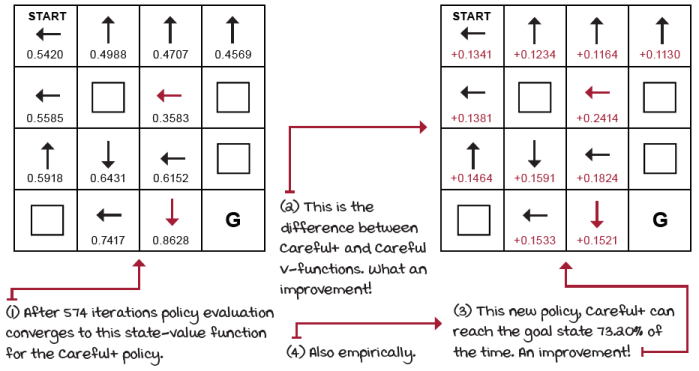 START
0.5420 0.4988 0.4707 0.4569
0.5585 0.3583
0.5918 0.6431 0.6152
0.7417 0.8628 G
START
+0.1341 +0.1234 +0.1164 +0.1130
+0.1381 +0.2414
+0.1464 +0.1591 +0.1824
+0.1533 +0.1521 G
(1) After 574 iterations policy evaluation
converges to this state-value function
for the Careful+ policy.
(2) This is the
difference between
Careful+ and Careful
V-functions. What an
improvement!
(3) This new policy, Careful+ can
reach the goal state 73.20% of
the time. An improvement!
(4) Also empirically.